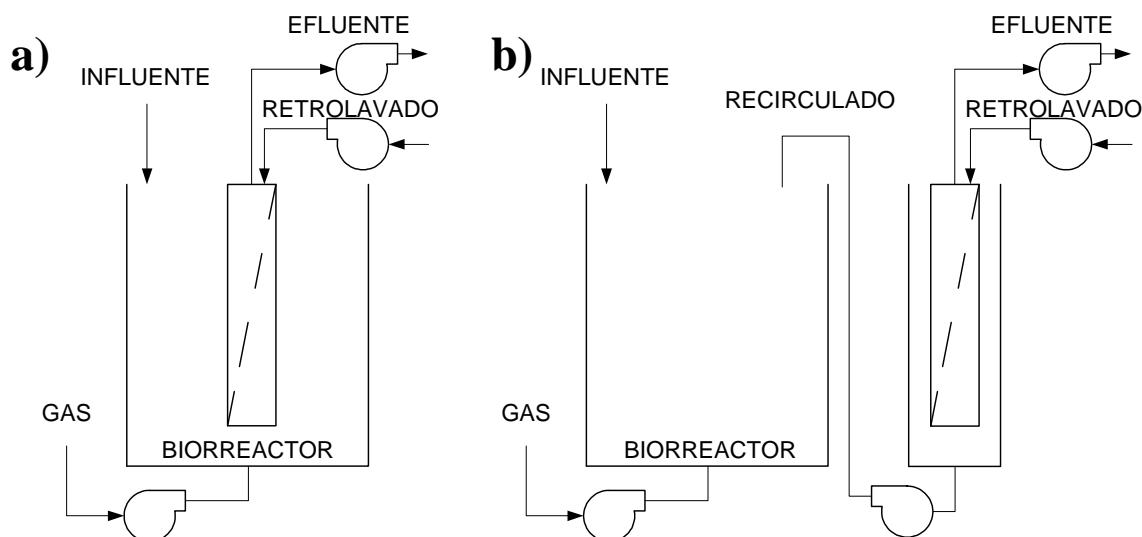 a)
INFLUENTE
EFLUENTE
RETROLAVADO
GAS
BIORREACTOR
b)
INFLUENTE
RECIRCULADO
EFLUENTE
RETROLAVADO
GAS
BIORREACTOR